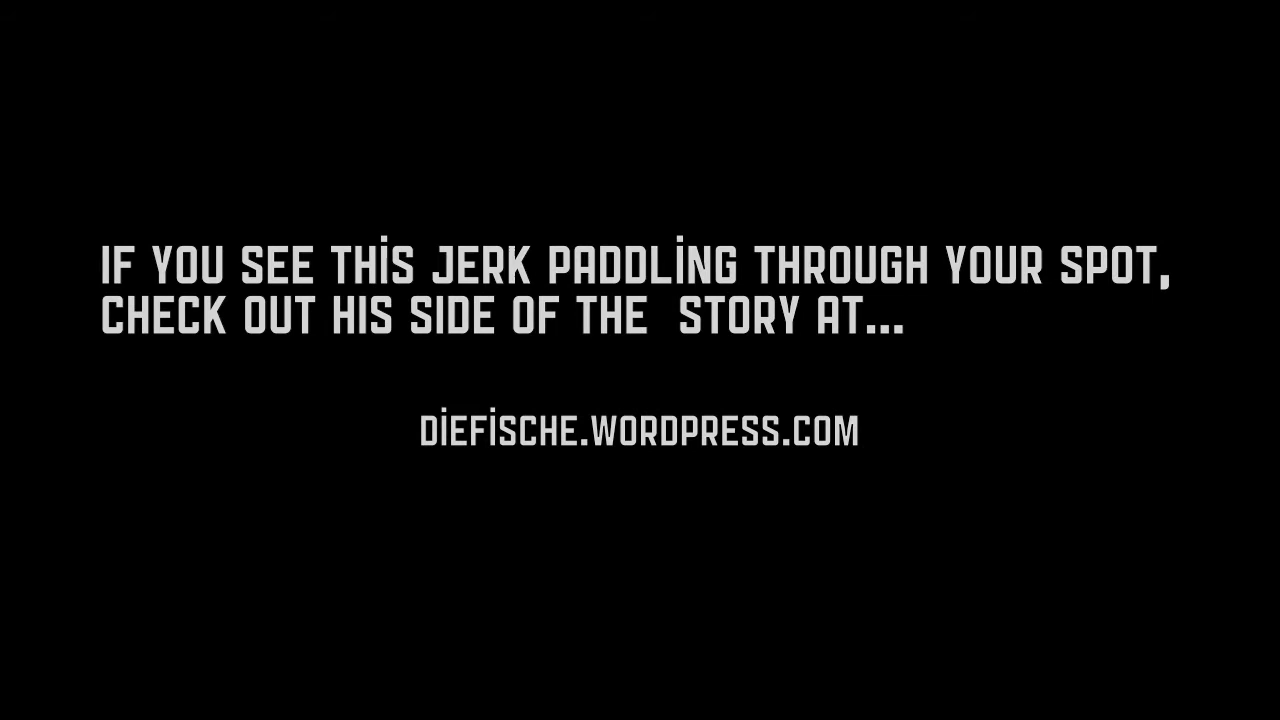 IF YOU SEE THiS JERK PADDLiNG THROUGH YOUR SPOT,
CHECK OUT HIS SIDE OF THE STORY AT...
DiEFiSCHE.WORDPRESS.COM